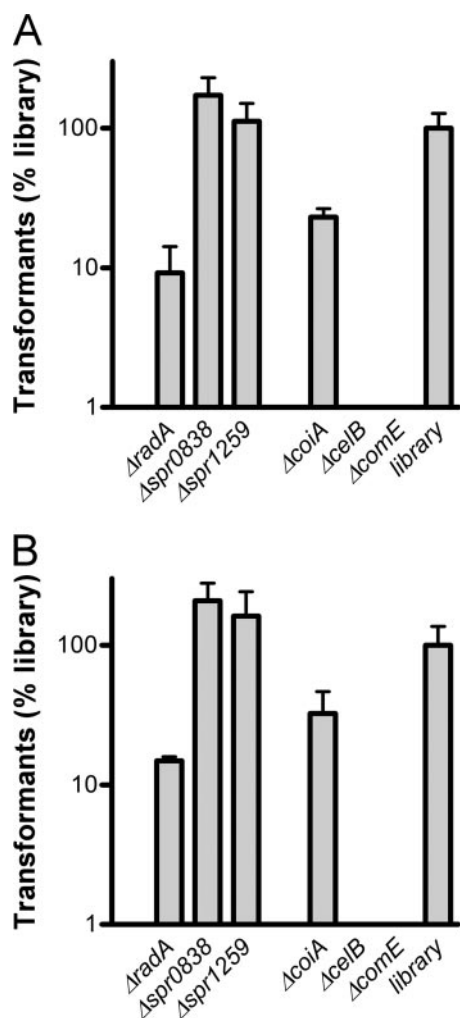 A
Transformants (% library)
100
10
1
ΔradA
Δspr0838
Δspr1259
ΔcoiA
ΔcelB
ΔcomE
library
B
Transformants (% library)
100
10
1
ΔradA
Δspr0838
Δspr1259
ΔcoiA
ΔcelB
ΔcomE
library